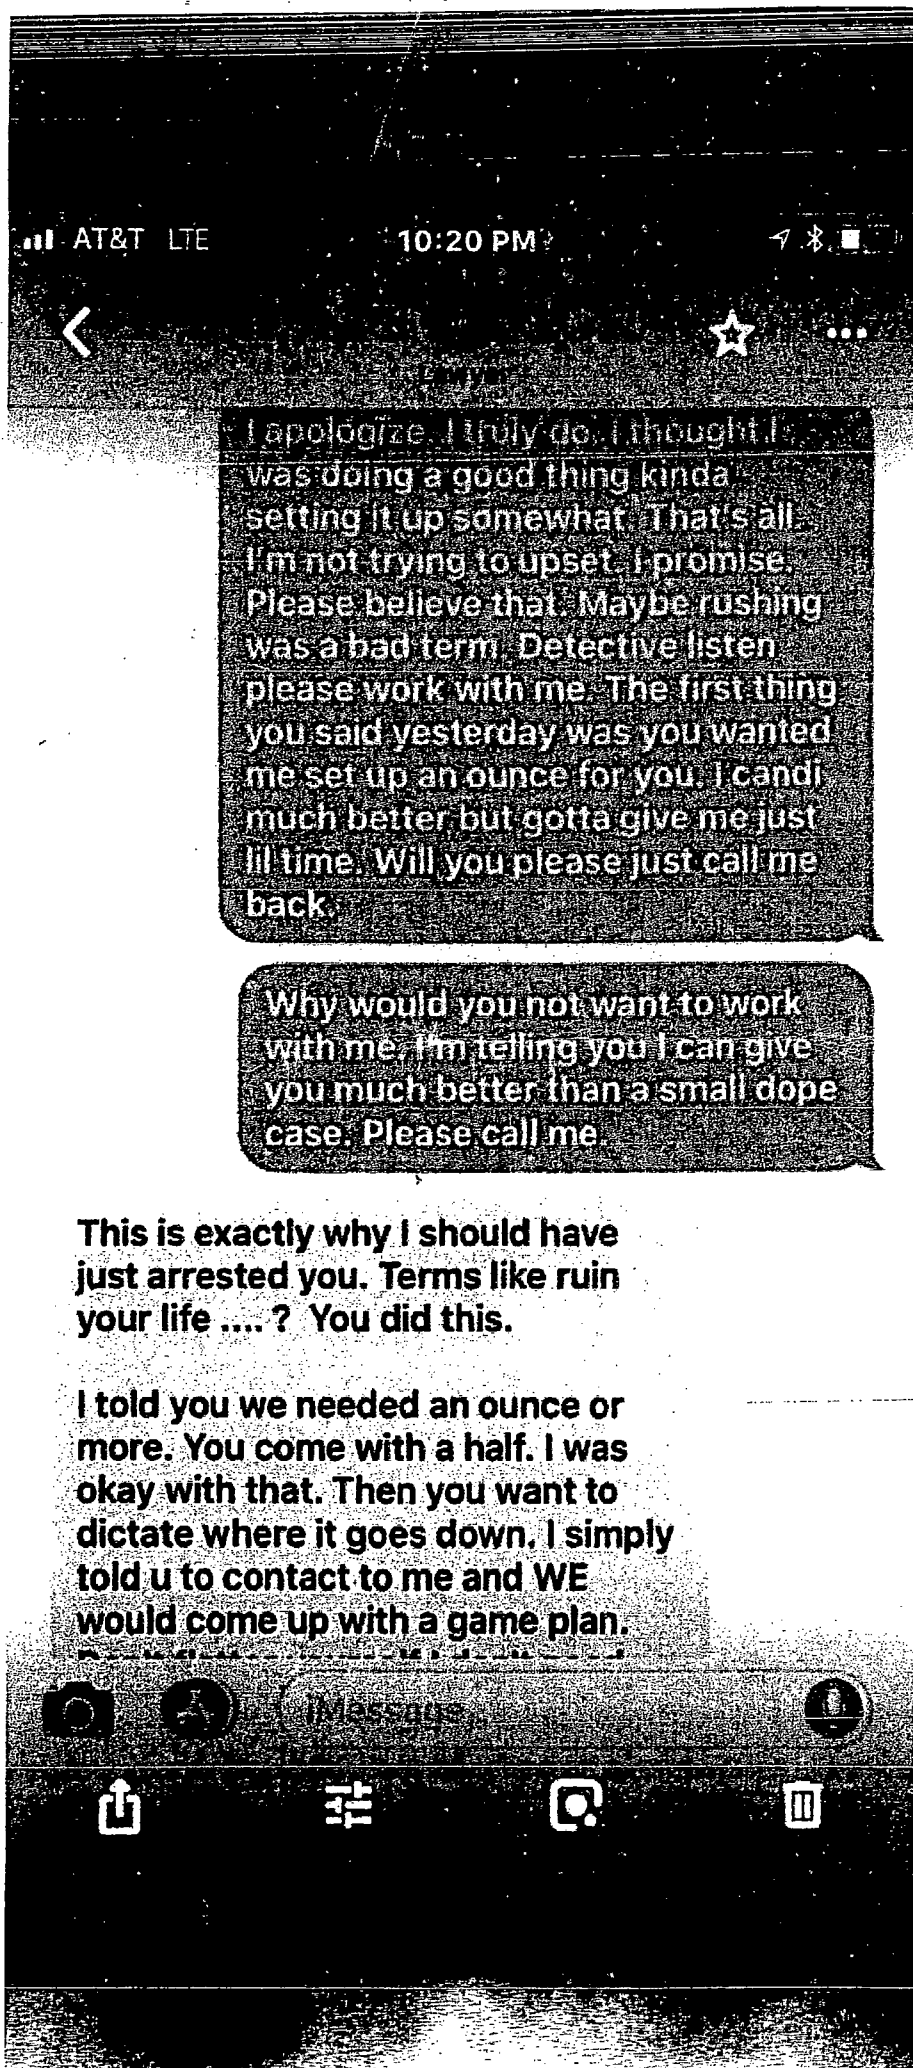 AT&T LTE
10:20 PM
Lawyer
I apologize. I truly do. I thought I
was doing a good thing kinda
setting it up somewhat. That's all.
I'm not trying to upset. I promise.
Please believe that. Maybe rushing
was a bad term. Detective listen
please work with me. The first thing
you said yesterday was you wanted
me set up an ounce for you. I candi
much better but gotta give me just
lil time. Will you please just call me
back.
Why would you not want to work
with me. I'm telling you I can give
you much better than a small dope
case. Please call me.
This is exactly why I should have
just arrested you. Terms like ruin
your life .... ? You did this.
I told you we needed an ounce or
more. You come with a half. I was
okay with that. Then you want to
dictate where it goes down. I simply
told u to contact to me and WE
would come up with a game plan.
iMessage